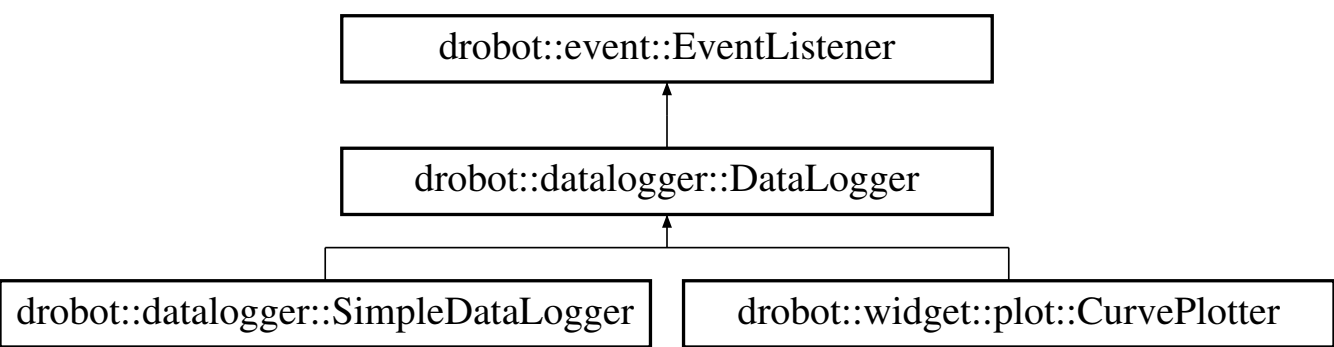 drobot::event::EventListener
drobot::datalogger::DataLogger
drobot::datalogger::SimpleDataLogger
drobot::widget::plot::CurvePlotter